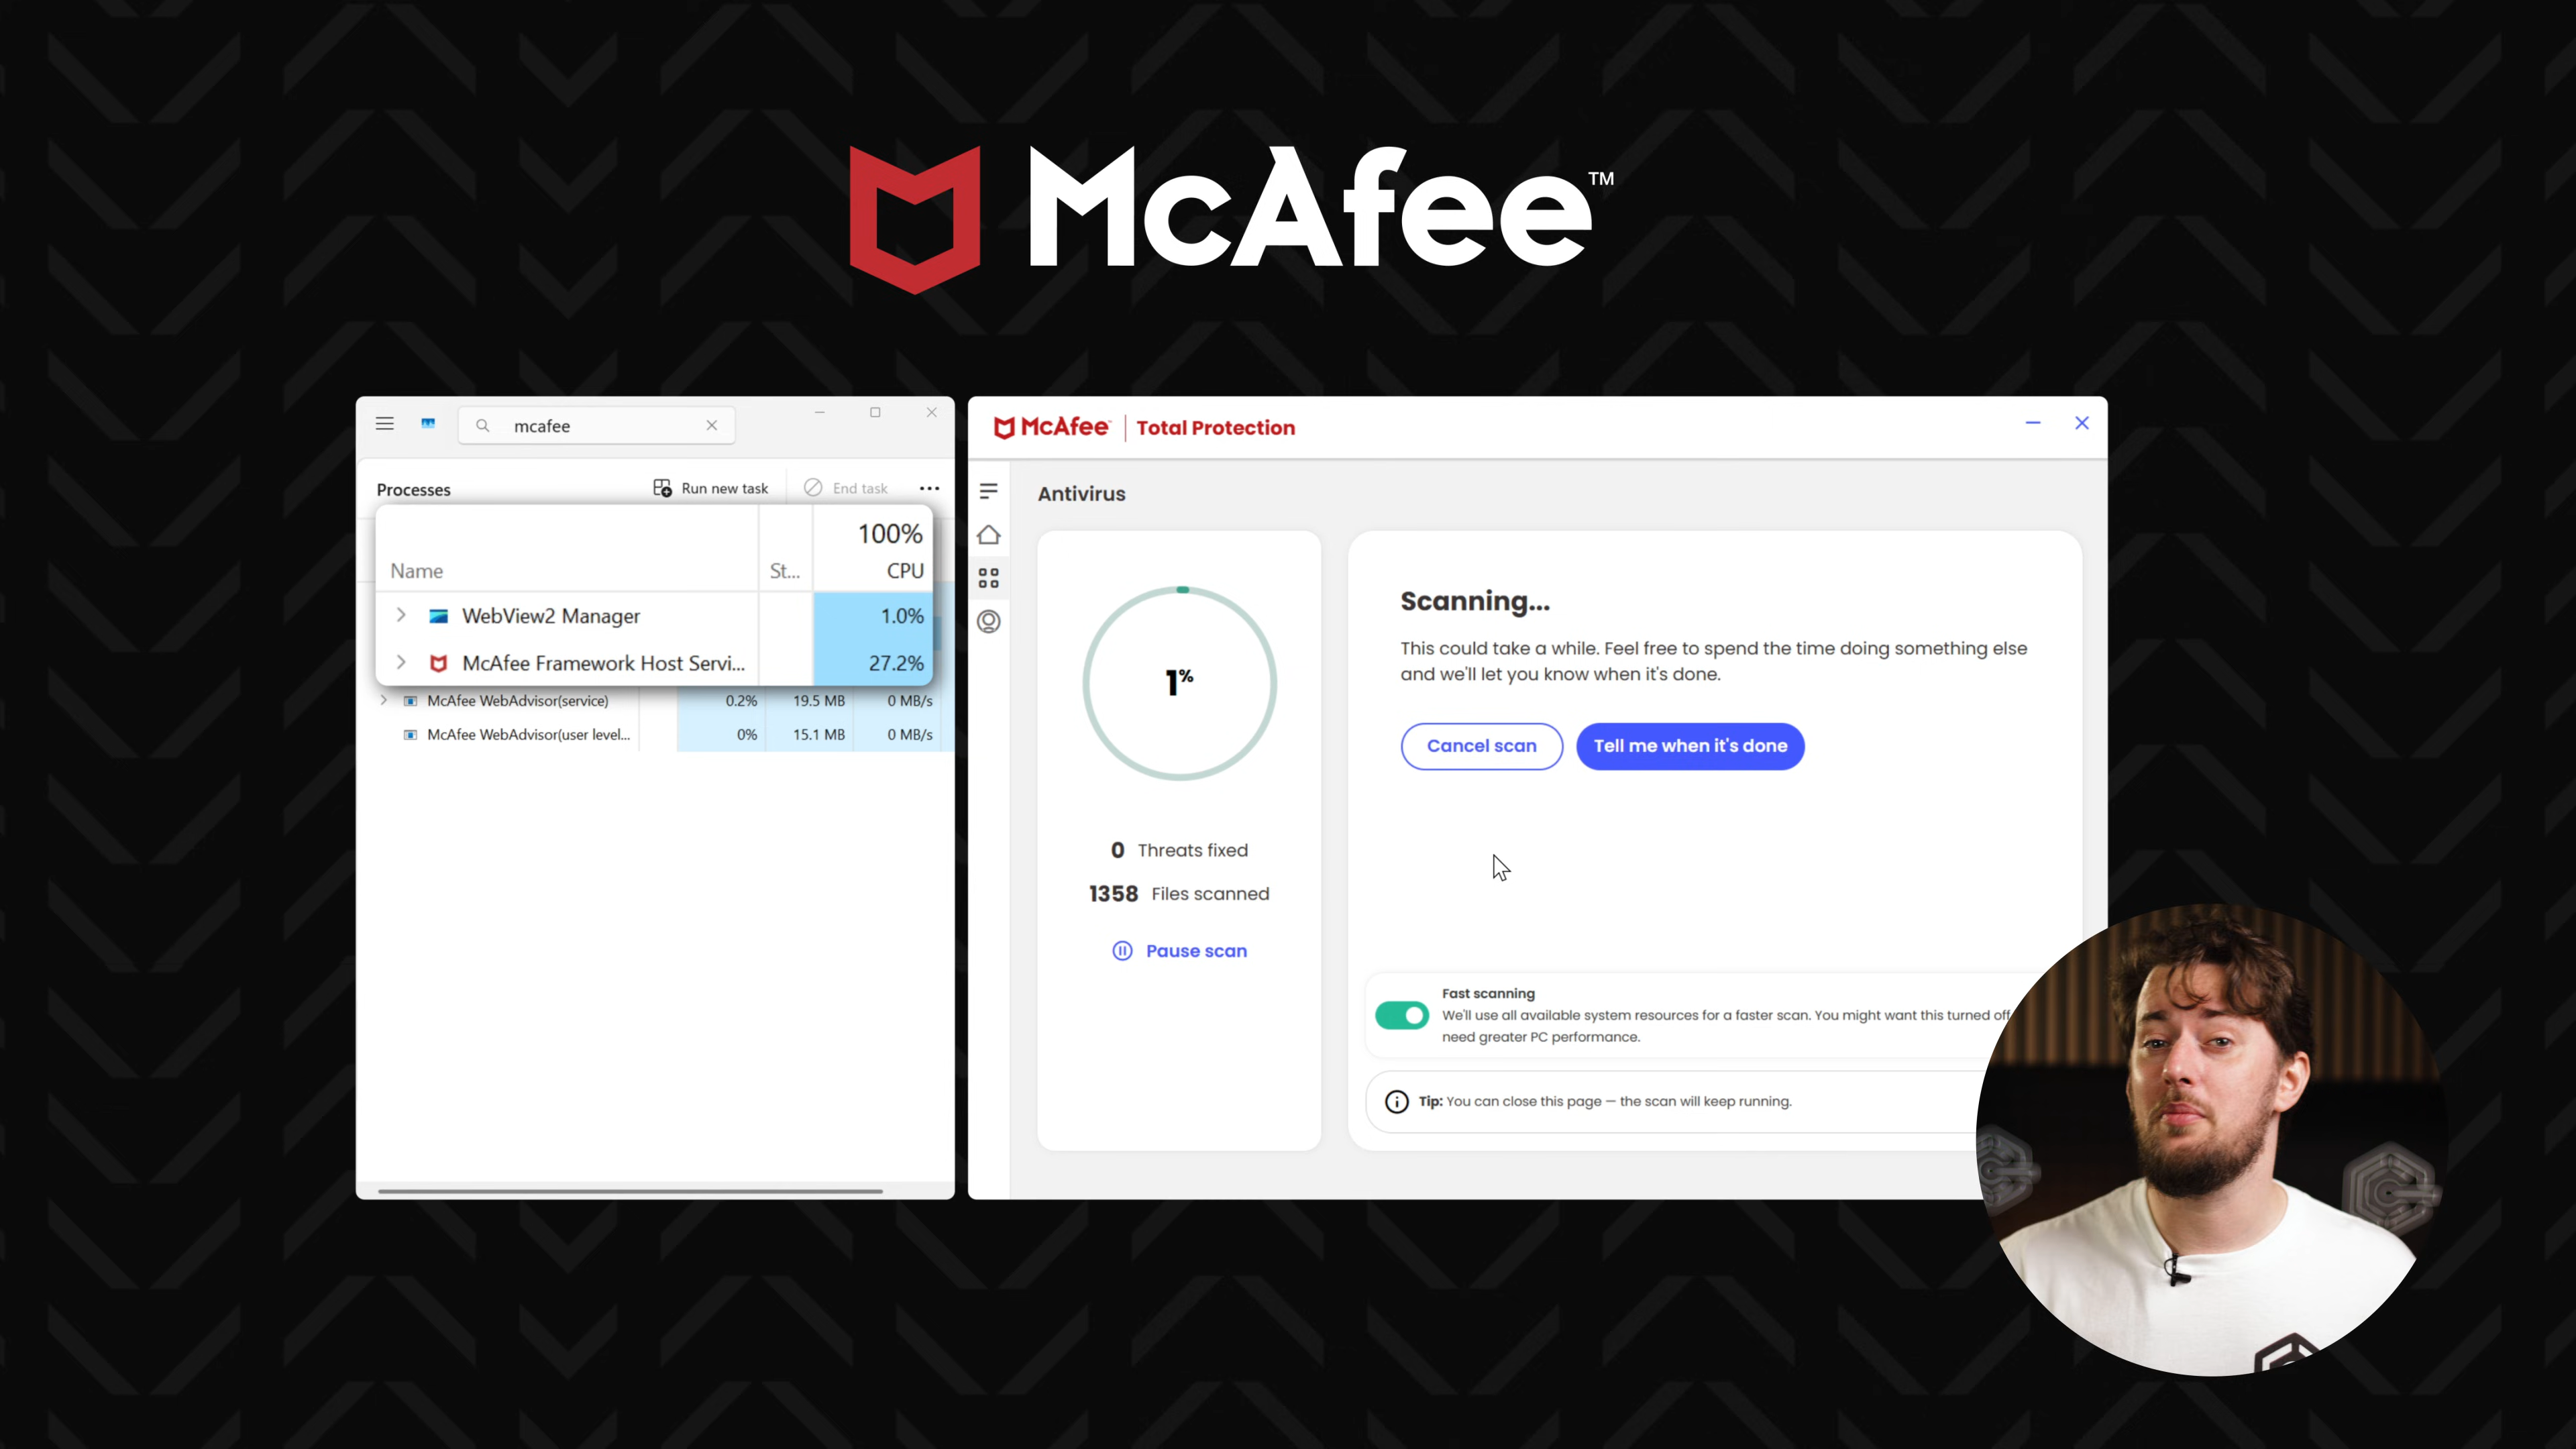 McAfee™
mcafee
Processes
Run new task
End task
100%
Name
St...
CPU
WebView2 Manager
1.0%
McAfee Framework Host Servi...
27.2%
McAfee WebAdvisor(service)
0.2%
19.5 MB
0 MB/s
McAfee WebAdvisor(user level...
0%
15.1 MB
0 MB/s
McAfee
Total Protection
Antivirus
1%
0 Threats fixed
1358 Files scanned
Pause scan
Scanning...
This could take a while. Feel free to spend the time doing something else
and we'll let you know when it's done.
Cancel scan
Tell me when it's done
Fast scanning
We'll use all available system resources for a faster scan. You might want this turned off
need greater PC performance.
Tip: You can close this page — the scan will keep running.